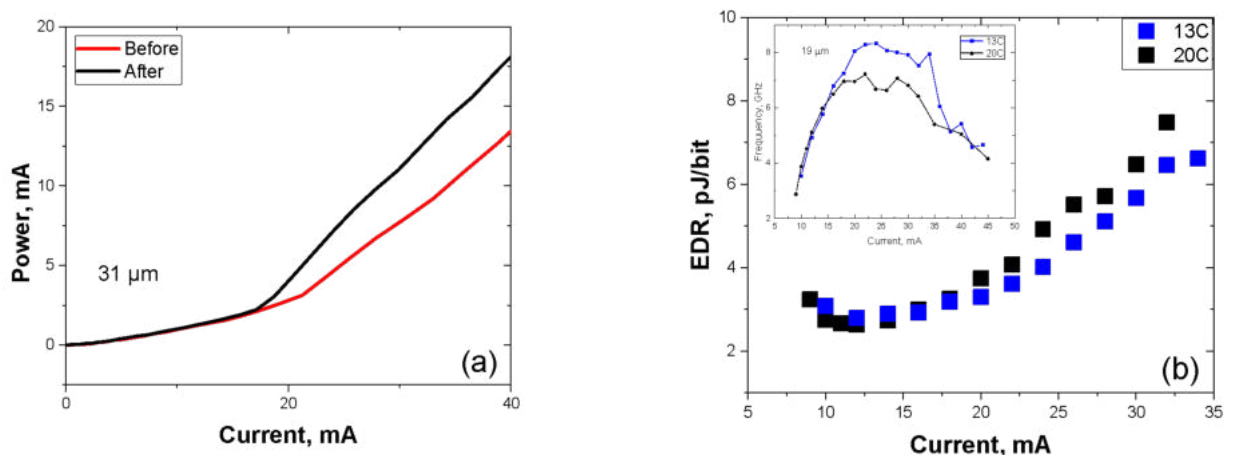 20
15
10
5
0
Power, mA
Before
After
31 µm
(a)
0
20
40
Current, mA
10
8
6
4
2
EDR, pJ/bit
13C
20C
8
6
4
2
Frequuency, GHz
19 µm
13C
20C
5
10
15
20
25
30
35
40
45
50
Current, mA
(b)
5
10
15
20
25
30
35
Current, mA